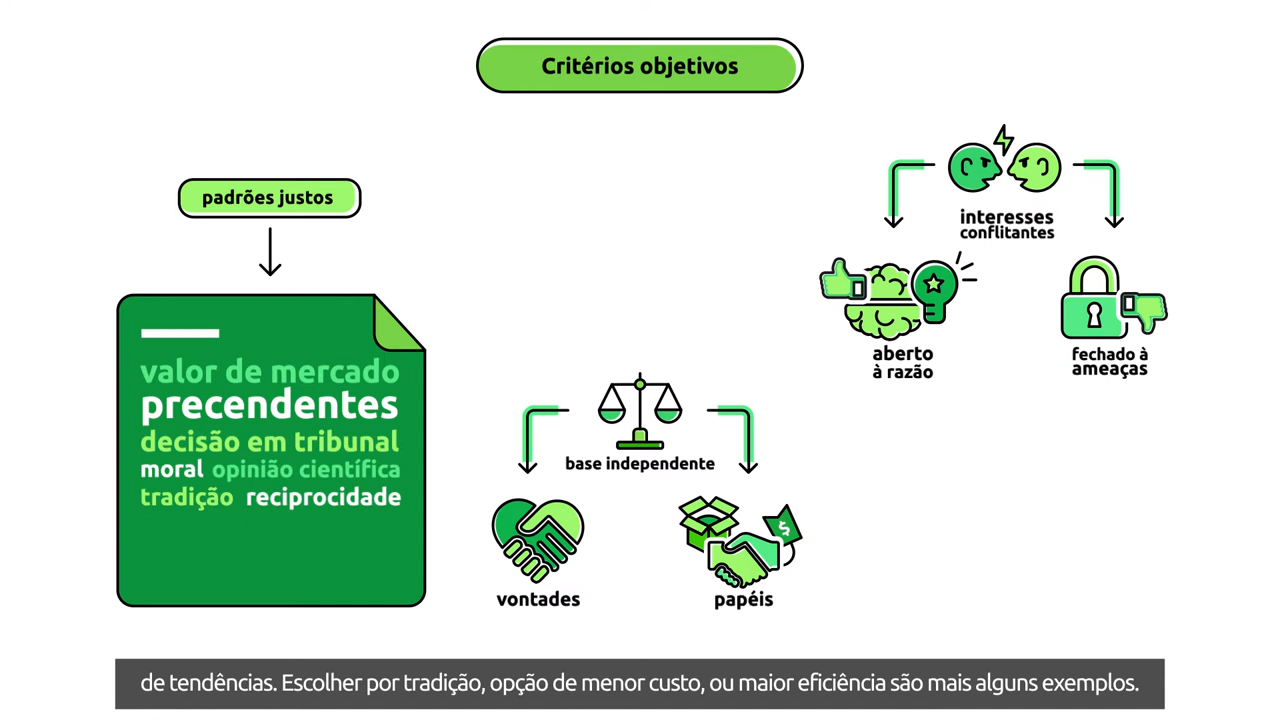 Critérios objetivos
padrões justos
valor de mercado
precendentes
decisão em tribunal
moral opinião científica
tradição reciprocidade
base independente
vontades
papéis
$
interesses
conflitantes
aberto
à razão
fechado à
ameaças
de tendências. Escolher por tradição, opção de menor custo, ou maior eficiência são mais alguns exemplos.